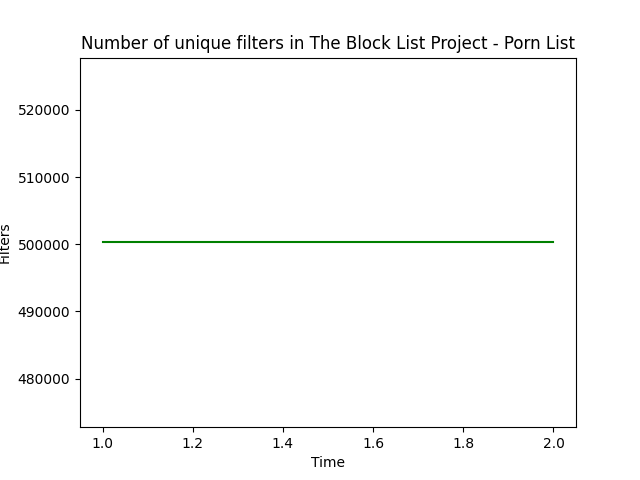 Number of unique filters in The Block List Project - Porn List
520000
510000
500000
490000
480000
Filters
1.0 1.2 1.4 1.6 1.8 2.0
Time